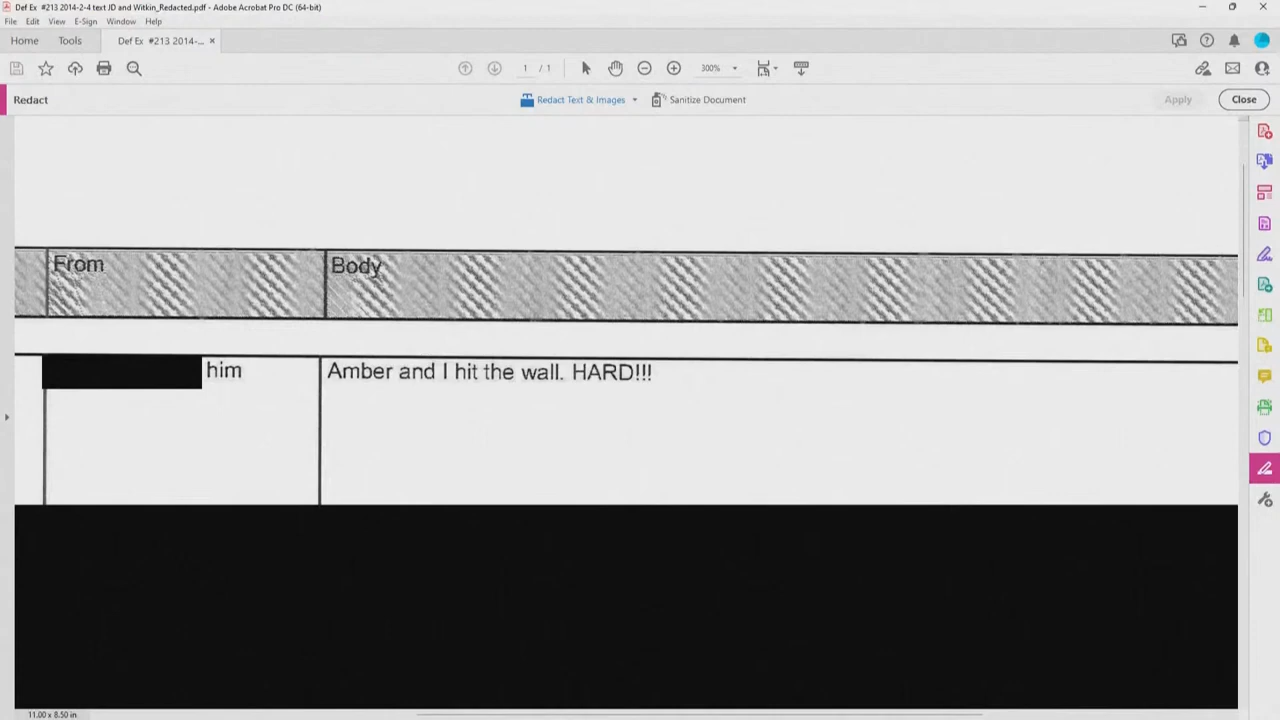 Def Ex #213 2014-2-4 text JD and Witkin_Redacted.pdf - Adobe Acrobat Pro DC (64-bit)
File Edit View E-Sign Window Help
Home Tools Def Ex #213 2014-... ×
1 / 1 300%
Redact Redact Text & Images Sanitize Document Apply Close
From Body
him Amber and I hit the wall. HARD!!!
11.00 x 8.50 in